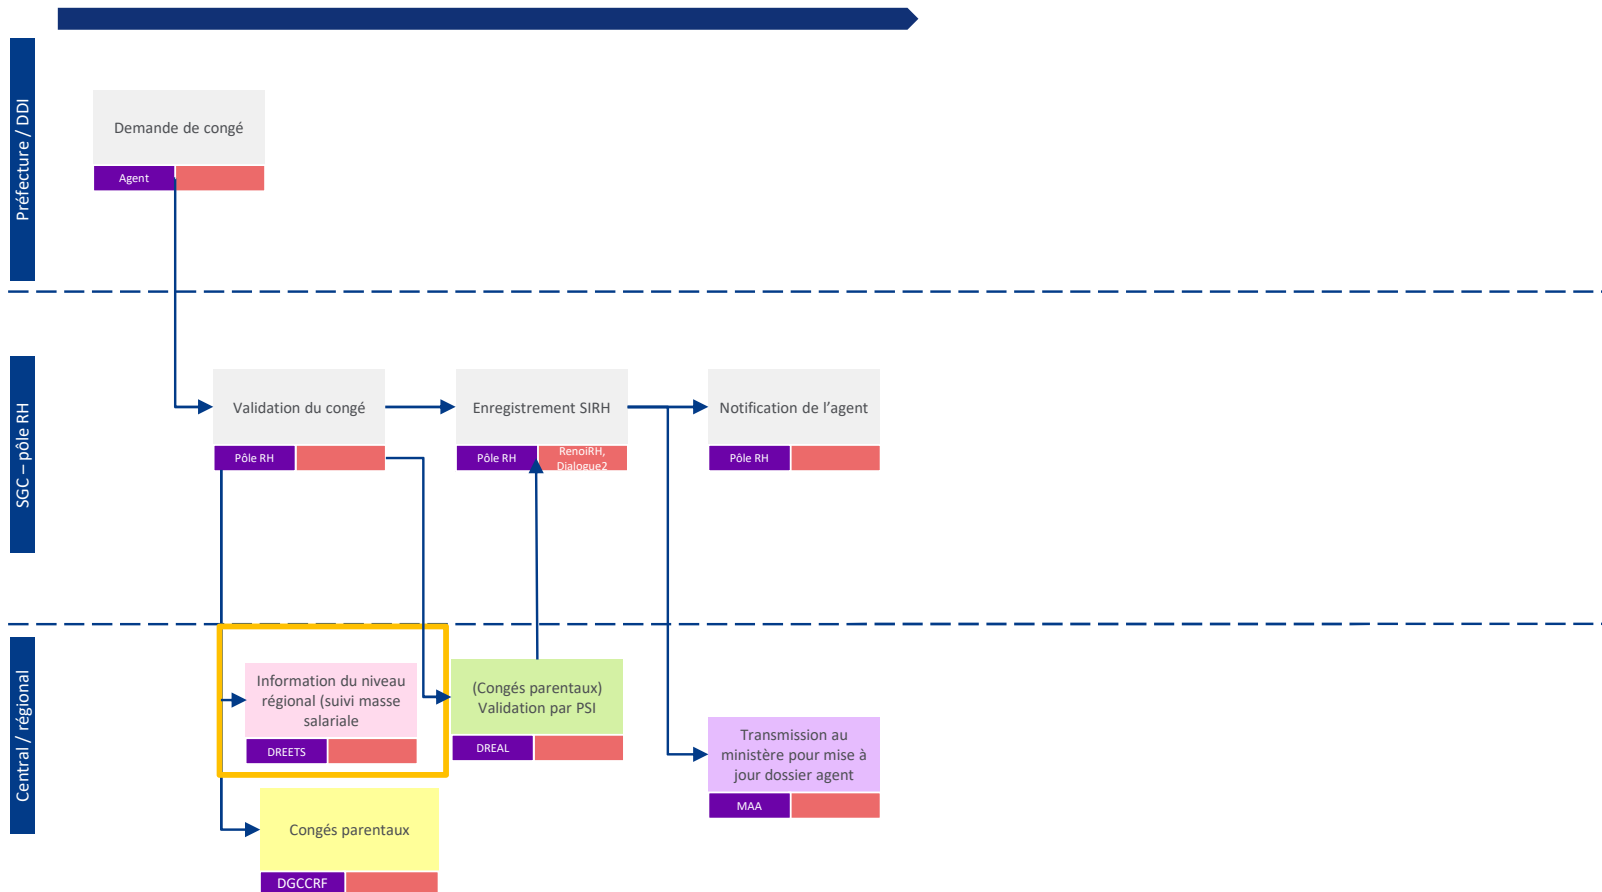 Préfecture / DDI
Demande de congé
Agent
SGC – pôle RH
Validation du congé
Pôle RH
Enregistrement SIRH
Pôle RH
RenoiRH,
Dialogue2
Notification de l’agent
Pôle RH
Central / régional
Information du niveau
régional (suivi masse
salariale
DREETS
(Congés parentaux)
Validation par PSI
DREAL
Transmission au
ministère pour mise à
jour dossier agent
MAA
Congés parentaux
DGCCRF